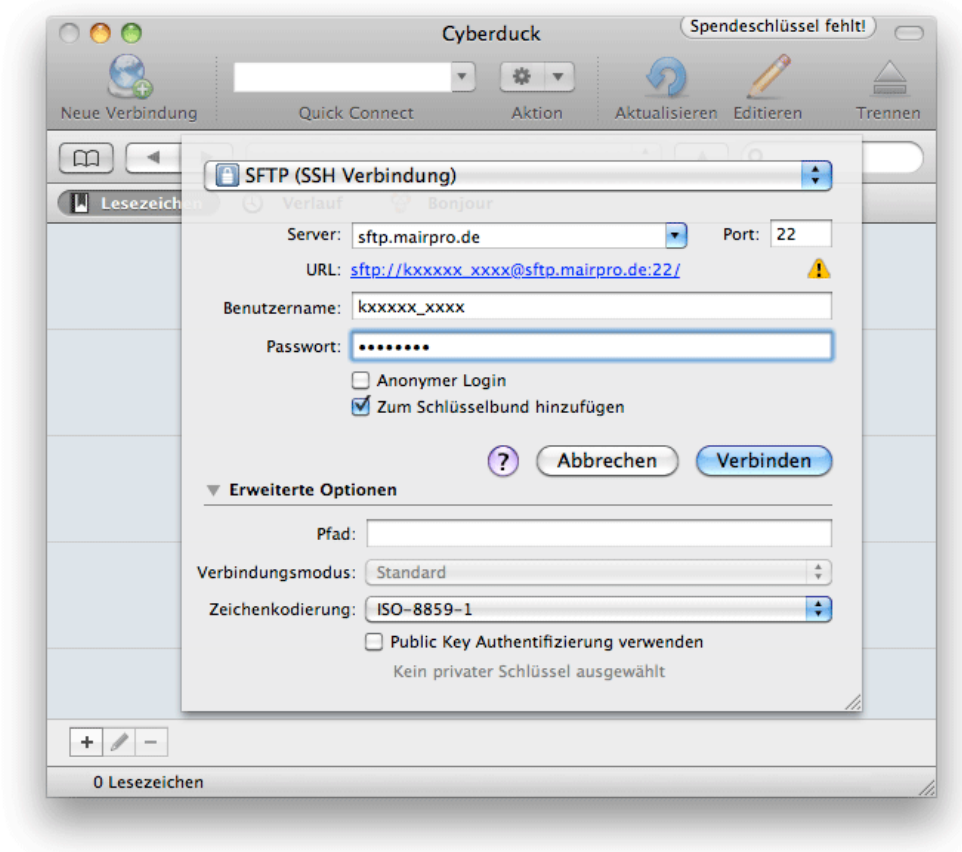 Cyberduck
Spendeschlüssel fehlt!
Neue Verbindung
Quick Connect
Aktion
Aktualisieren
Editieren
Trennen
SFTP (SSH Verbindung)
Lesezeichen
Verlauf
Bonjour
Server: sftp.mairpro.de Port: 22
URL: sftp://kxxxxx_xxxx@sftp.mairpro.de:22/
Benutzername: kxxxxx_xxxx
Passwort: ••••••••
Anonymer Login
Zum Schlüsselbund hinzufügen
? Abbrechen Verbinden
Erweiterte Optionen
Pfad:
Verbindungsmodus: Standard
Zeichenkodierung: ISO-8859-1
Public Key Authentifizierung verwenden
Kein privater Schlüssel ausgewählt
0 Lesezeichen